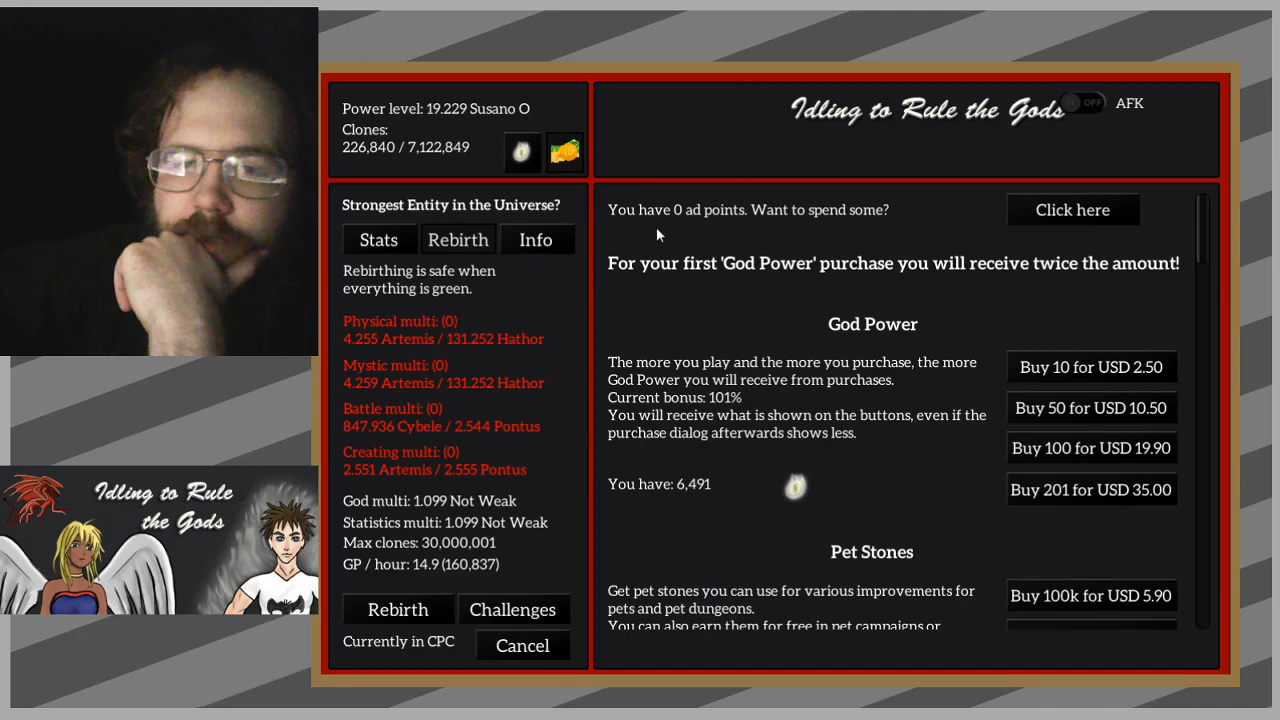 Power level: 19.229 Susano O
Clones:
226,840 / 7,122,849
Idling to Rule the Gods
OFF
AFK
Strongest Entity in the Universe?
Stats
Rebirth
Info
Rebirthing is safe when
everything is green.
Physical multi: (0)
4.255 Artemis / 131.252 Hathor
Mystic multi: (0)
4.259 Artemis / 131.252 Hathor
Battle multi: (0)
847.936 Cybele / 2.544 Pontus
Creating multi: (0)
2.551 Artemis / 2.555 Pontus
God multi: 1.099 Not Weak
Statistics multi: 1.099 Not Weak
Max clones: 30,000,001
GP / hour: 14.9 (160,837)
Rebirth
Challenges
Currently in CPC
Cancel
You have 0 ad points. Want to spend some?
Click here
For your first 'God Power' purchase you will receive twice the amount!
God Power
The more you play and the more you purchase, the more
God Power you will receive from purchases.
Current bonus: 101%
You will receive what is shown on the buttons, even if the
purchase dialog afterwards shows less.
Buy 10 for USD 2.50
Buy 50 for USD 10.50
Buy 100 for USD 19.90
Buy 201 for USD 35.00
You have: 6,491
Pet Stones
Get pet stones you can use for various improvements for
pets and pet dungeons.
You can also earn them for free in pet campaigns or
Buy 100k for USD 5.90
Idling to Rule
the Gods